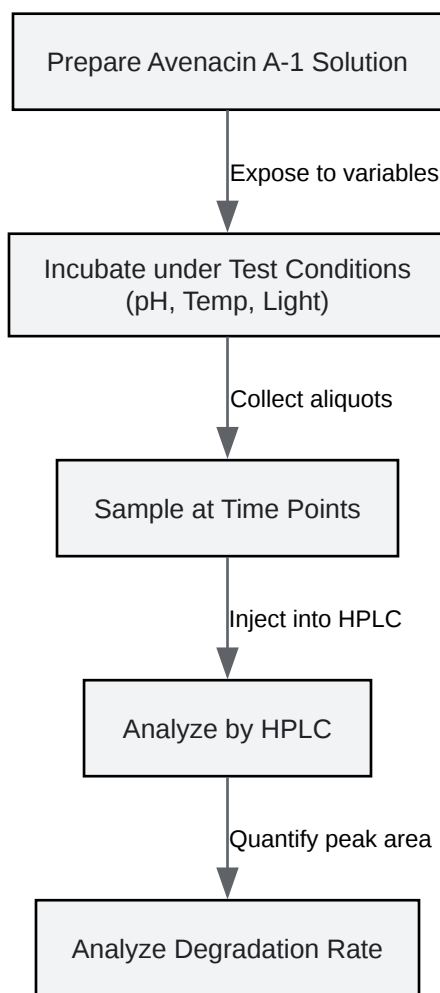 Prepare Avenacin A-1 Solution
Expose to variables
Incubate under Test Conditions
(pH, Temp, Light)
Collect aliquots
Sample at Time Points
Inject into HPLC
Analyze by HPLC
Quantify peak area
Analyze Degradation Rate